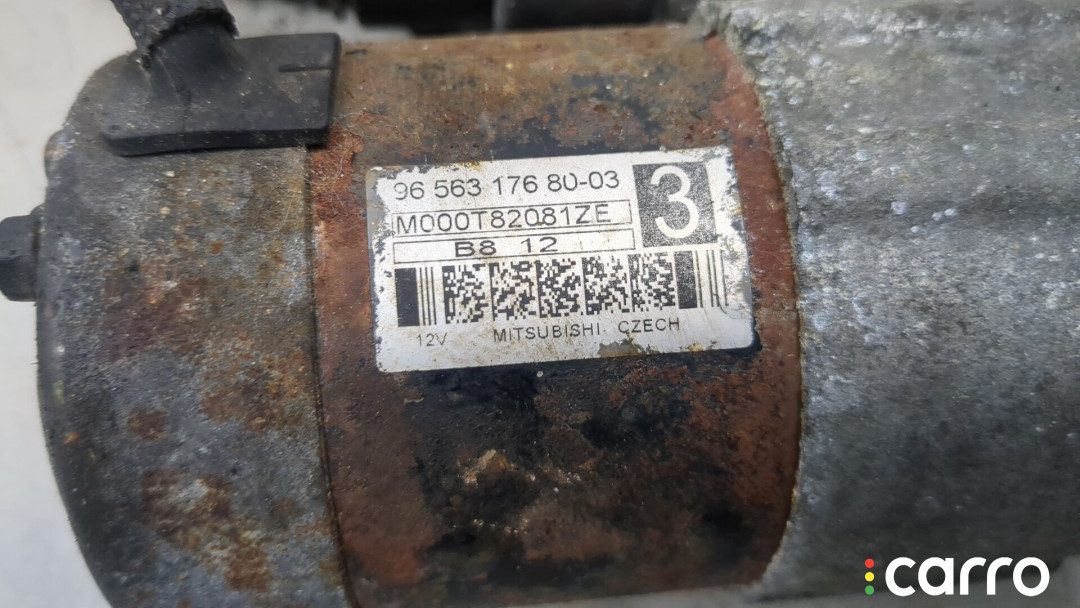 96 563 176 80-03
3
M000T82081ZE
B8 12
12V MITSUBISHI CZECH
carro